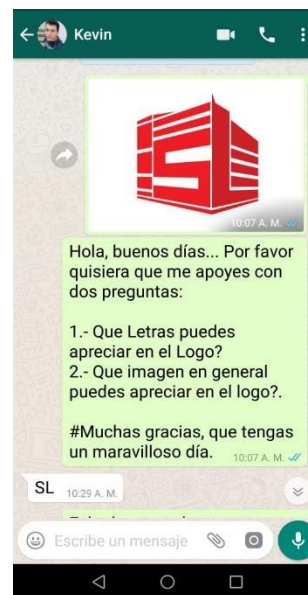 Kevin
ISL
10:07 A. M.
Hola, buenos días... Por favor
quisiera que me apoyes con
dos preguntas:
1.- Que Letras puedes
apreciar en el Logo?
2.- Que imagen en general
puedes apreciar en el logo?.
#Muchas gracias, que tengas
un maravilloso día. 10:07 A. M.
SL 10:29 A. M.
Escribe un mensaje